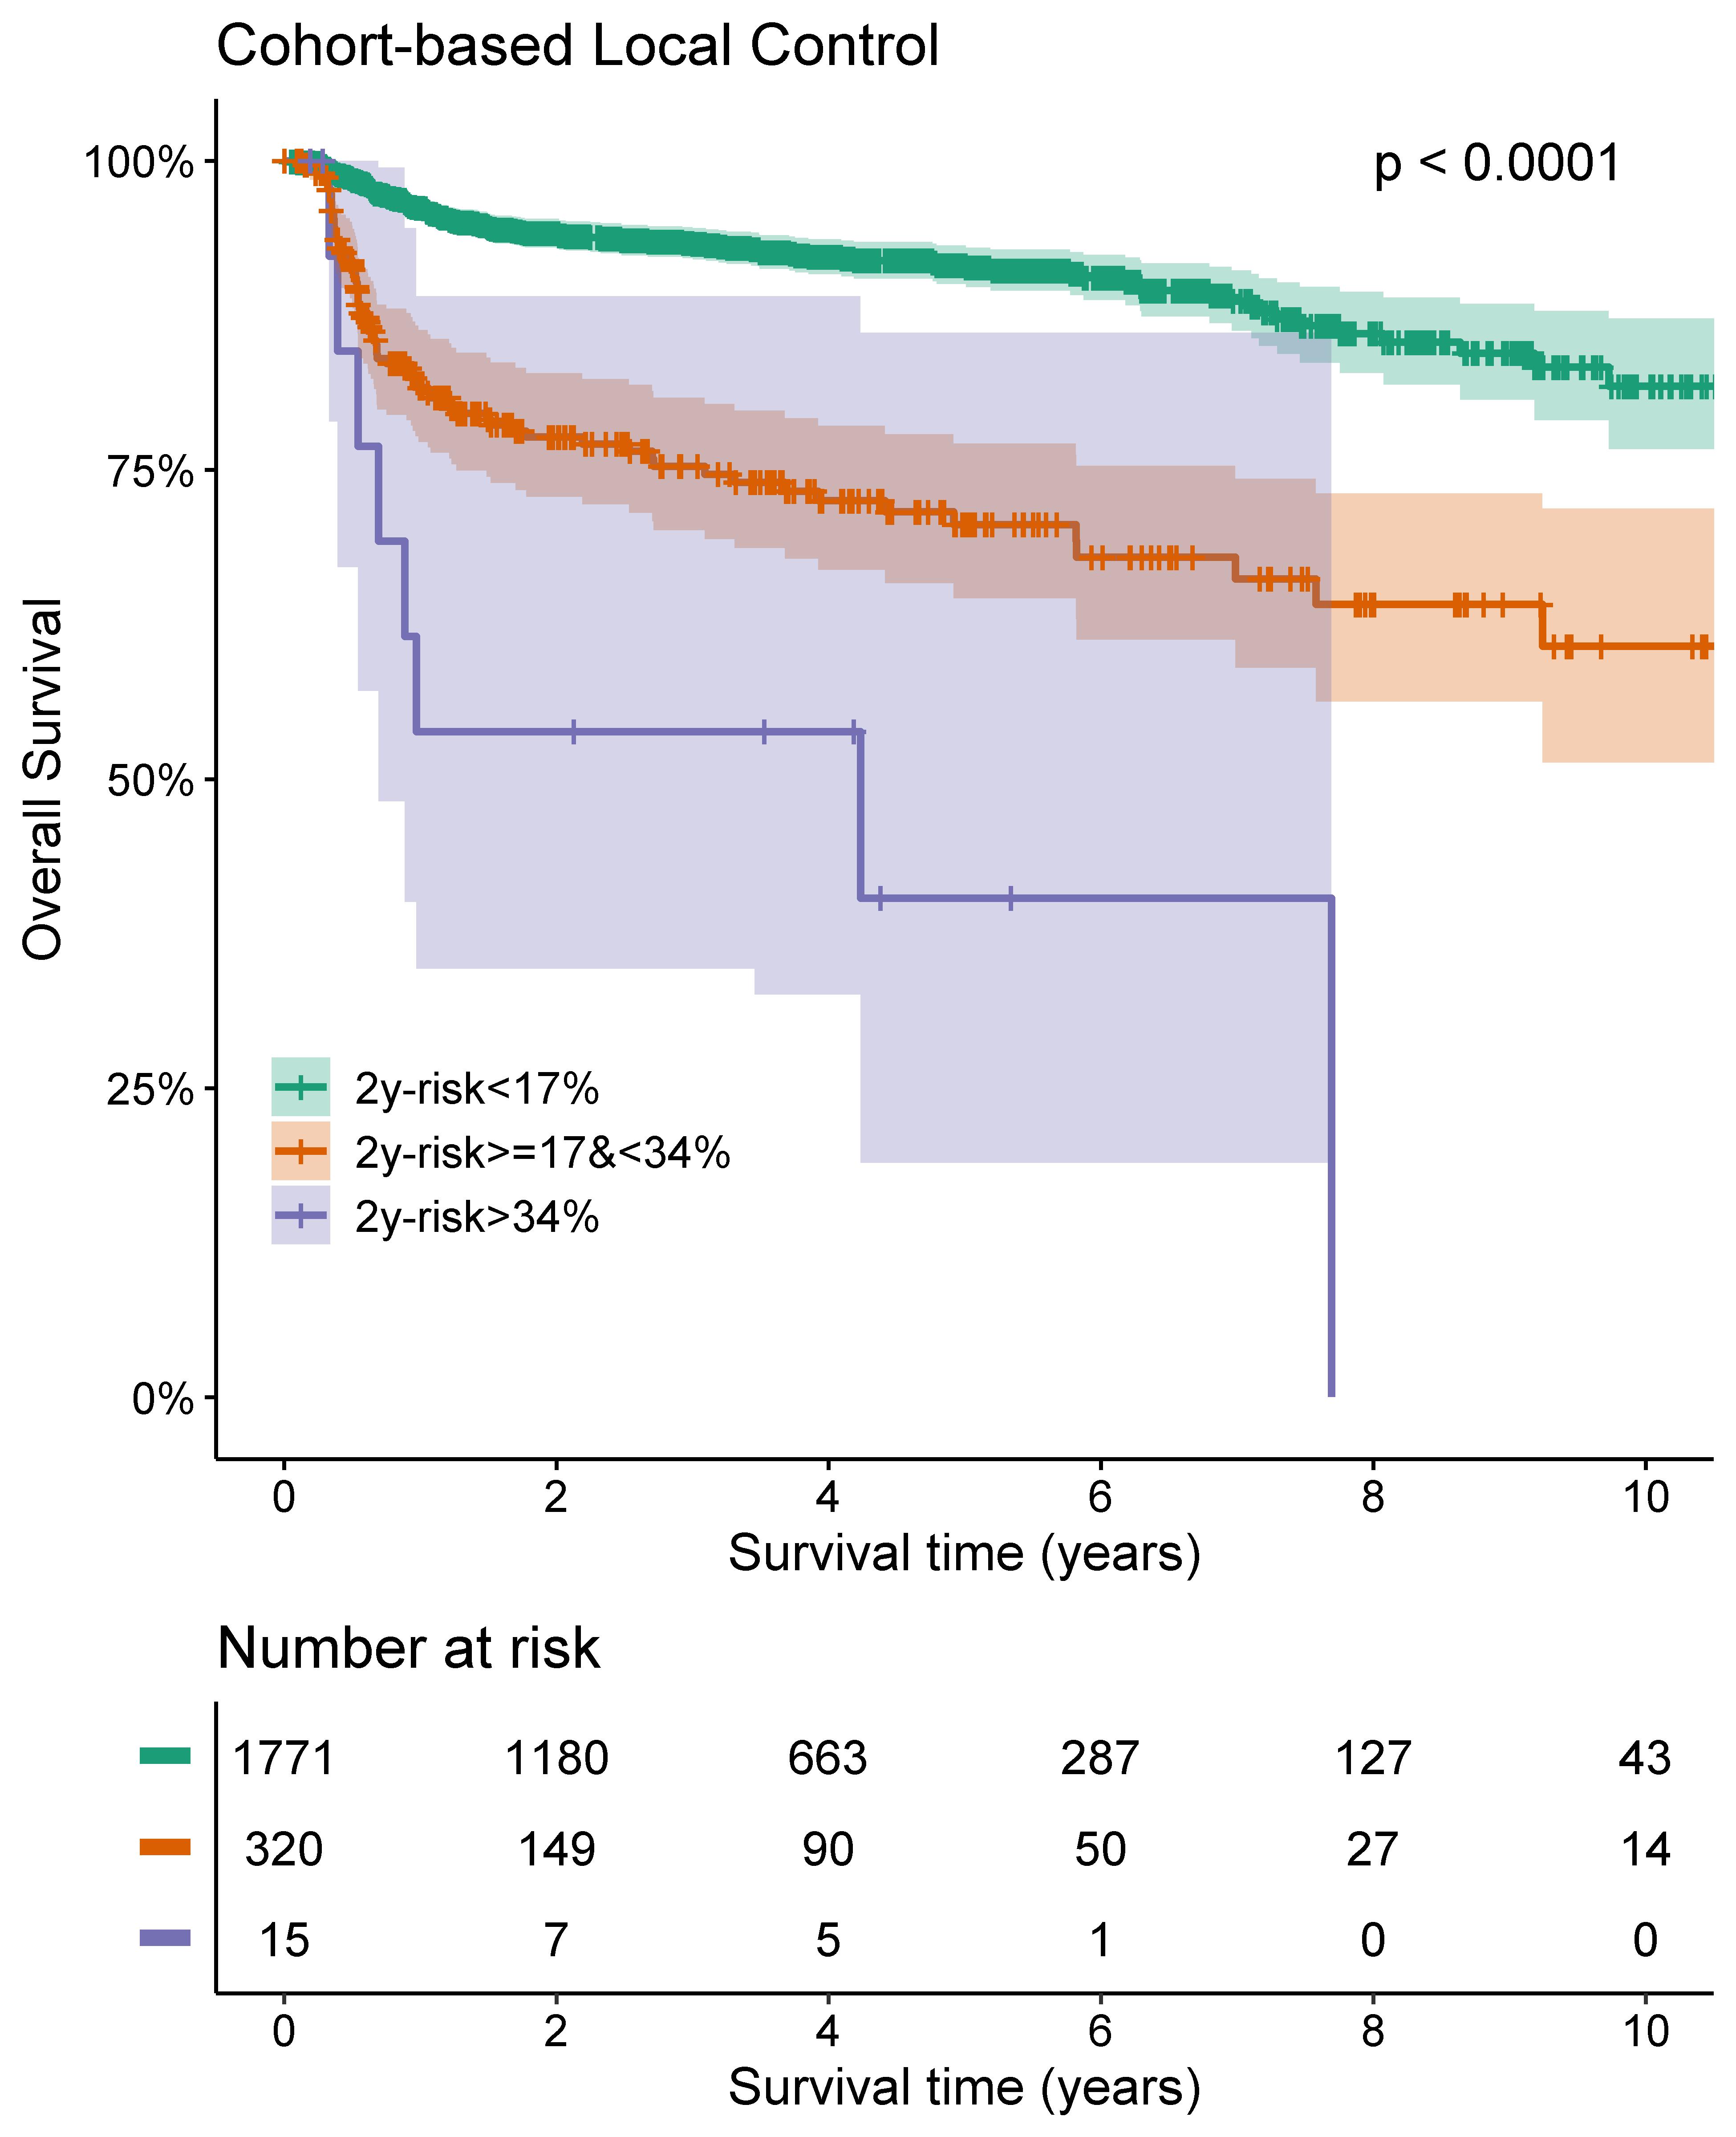 Cohort-based Local Control
p < 0.0001
100%
75%
50%
25%
0%
Overall Survival
2y-risk<17%
2y-risk>=17&<34%
2y-risk>34%
0 2 4 6 8 10
Survival time (years)
Number at risk
1771 1180 663 287 127 43
320 149 90 50 27 14
15 7 5 1 0 0
0 2 4 6 8 10
Survival time (years)